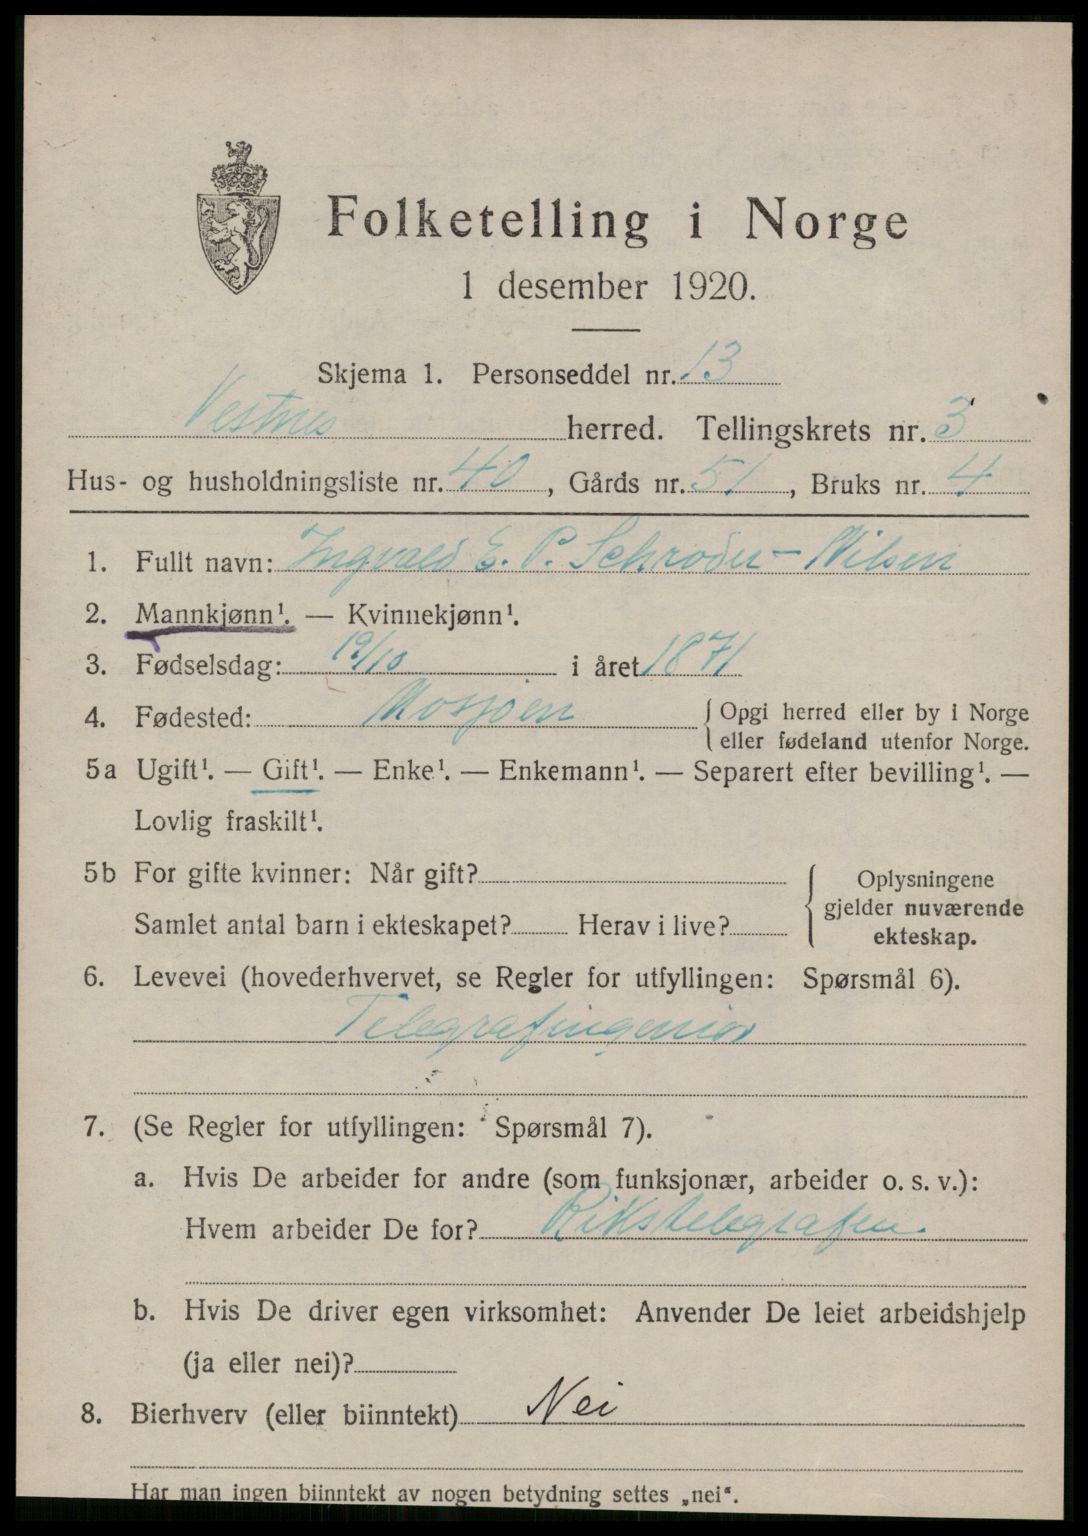 Folketelling i Norge
1 desember 1920.
Skjema 1. Personseddel nr. 13
Vestnes herred. Tellingskrets nr. 3
Hus- og husholdningsliste nr. 40, Gårds nr. 51, Bruks nr. 4
1. Fullt navn: Ingvald E. P. Schrøder-Nilsen
2. Mannkjønn¹. — Kvinnekjønn¹.
3. Fødselsdag: 19/10 i året 1871
4. Fødested: Mosjøen { Opgi herred eller by i Norge
eller fødeland utenfor Norge.
5a Ugift¹. — Gift¹. — Enke¹. — Enkemann¹. — Separert efter bevilling¹. —
Lovlig fraskilt¹.
5b For gifte kvinner: Når gift? { Oplysningene
gjelder nuværende
Samlet antal barn i ekteskapet? Herav i live? ekteskap.
6. Levevei (hovederhvervet, se Regler for utfyllingen: Spørsmål 6).
Telegrafingeniør
7. (Se Regler for utfyllingen: Spørsmål 7).
a. Hvis De arbeider for andre (som funksjonær, arbeider o. s. v.):
Hvem arbeider De for? Rikstelegrafen.
b. Hvis De driver egen virksomhet: Anvender De leiet arbeidshjelp
(ja eller nei)?
8. Bierhverv (eller biinntekt) Nei
Har man ingen biinntekt av nogen betydning settes „nei“.